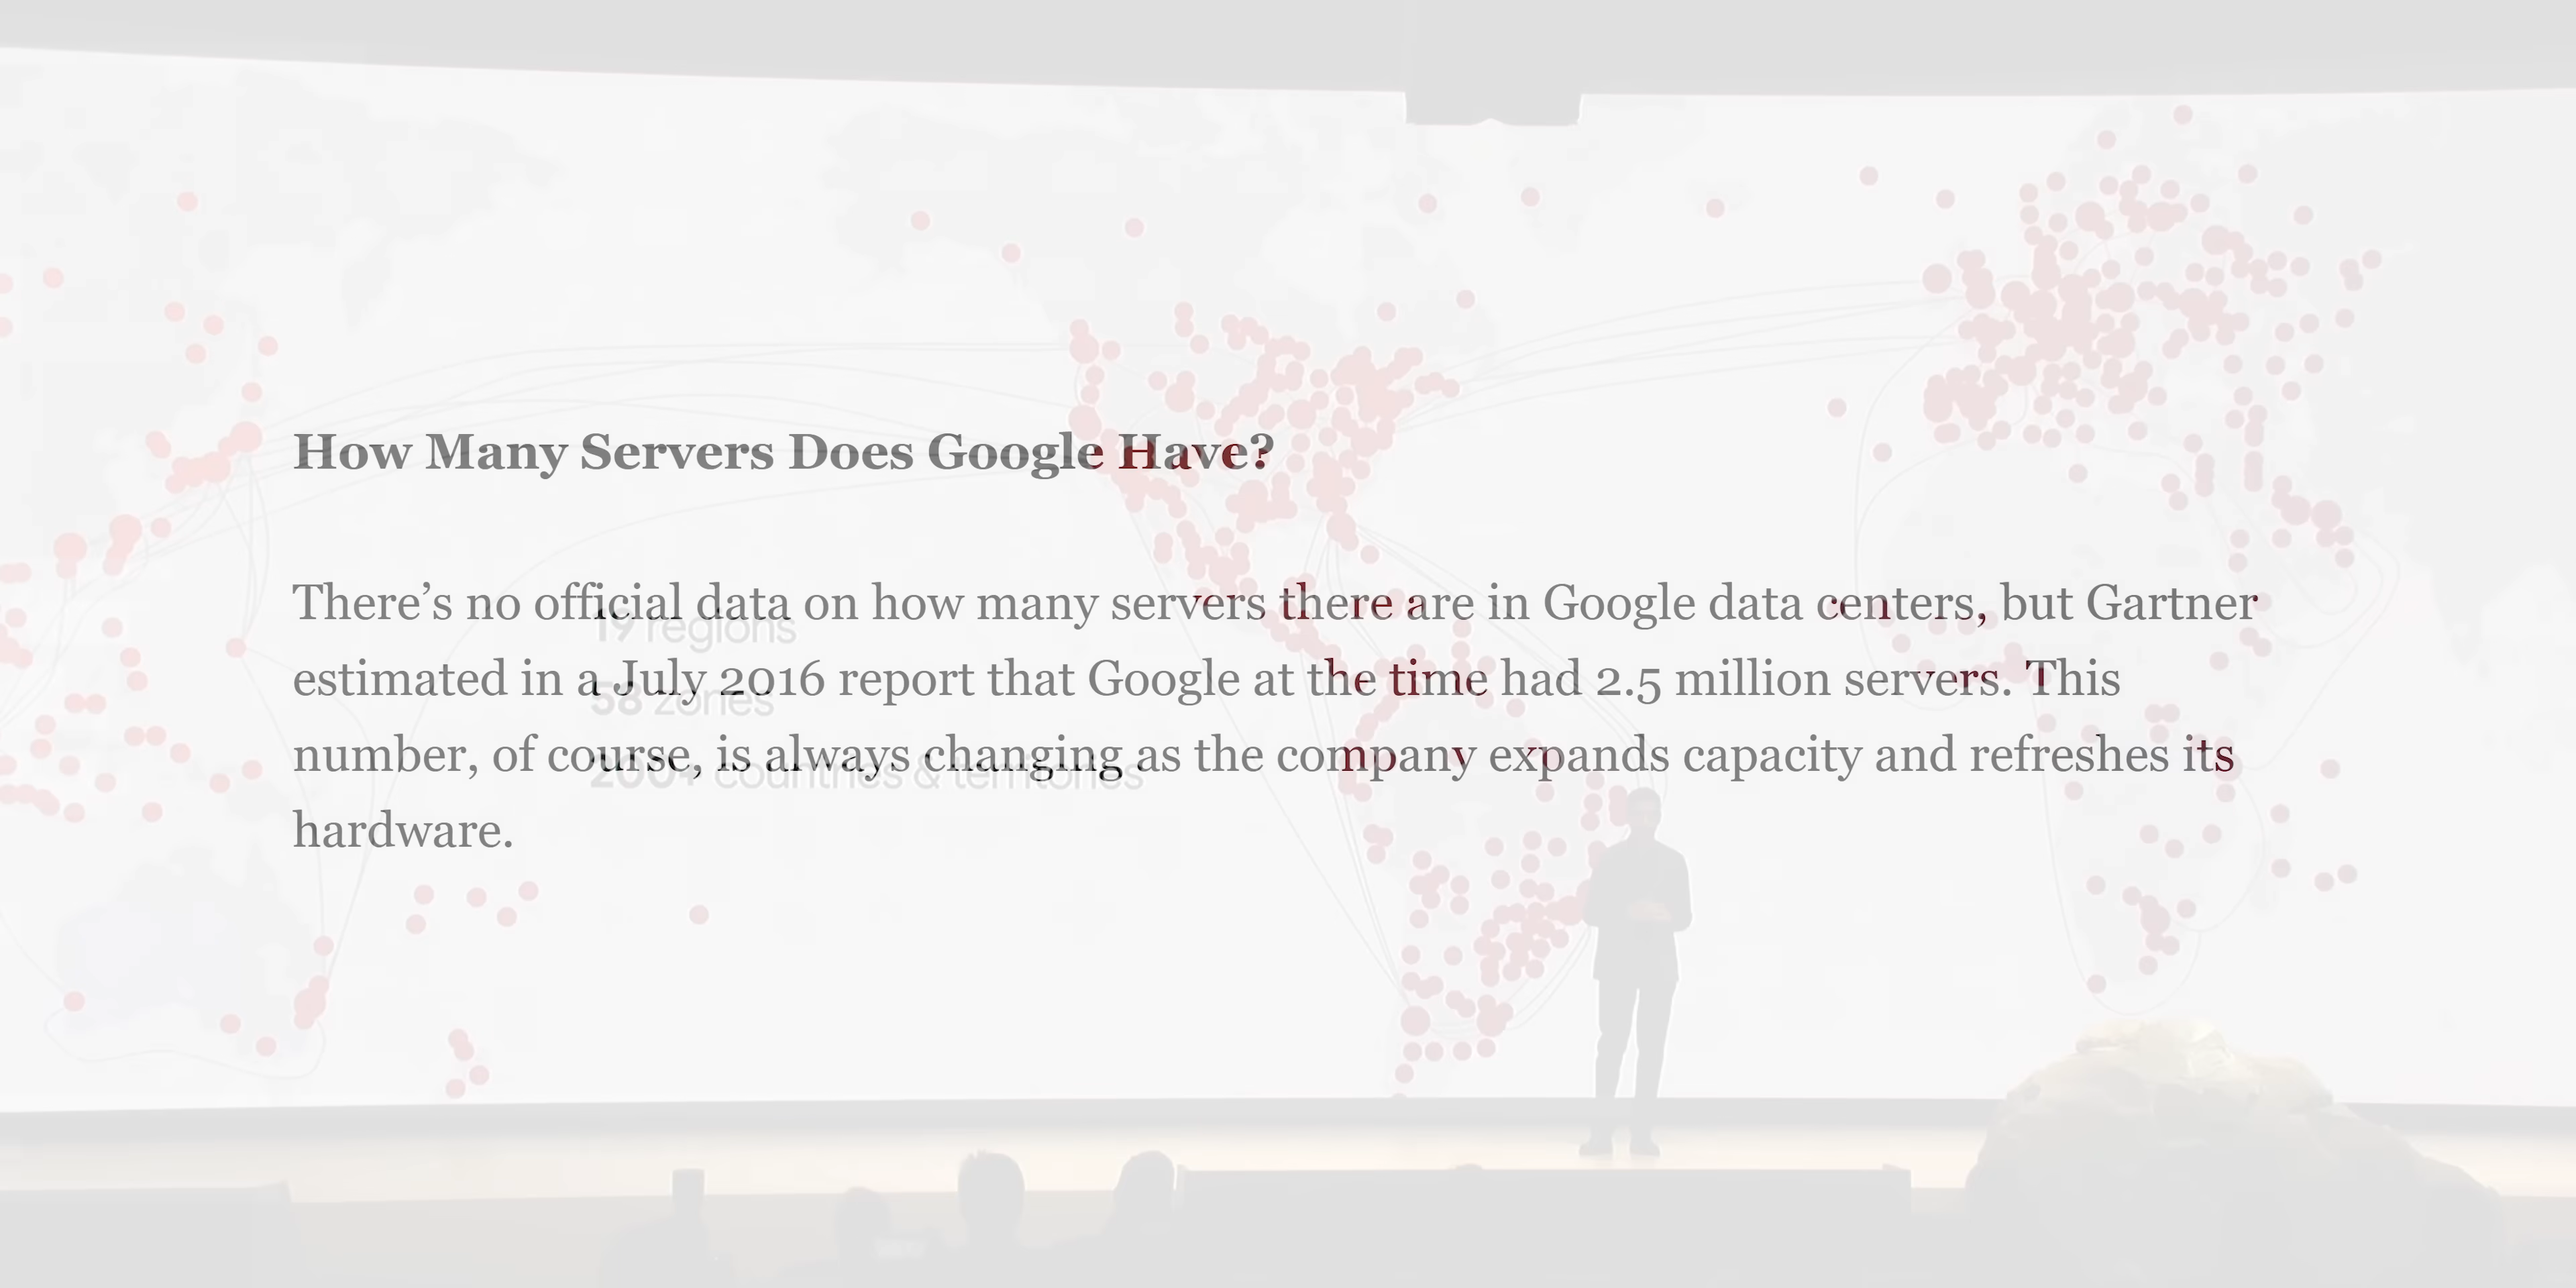 How Many Servers Does Google Have?
There’s no official data on how many servers there are in Google data centers, but Gartner
19 regions
estimated in a July 2016 report that Google at the time had 2.5 million servers. This
58 zones
number, of course, is always changing as the company expands capacity and refreshes its
200+ countries & territories
hardware.